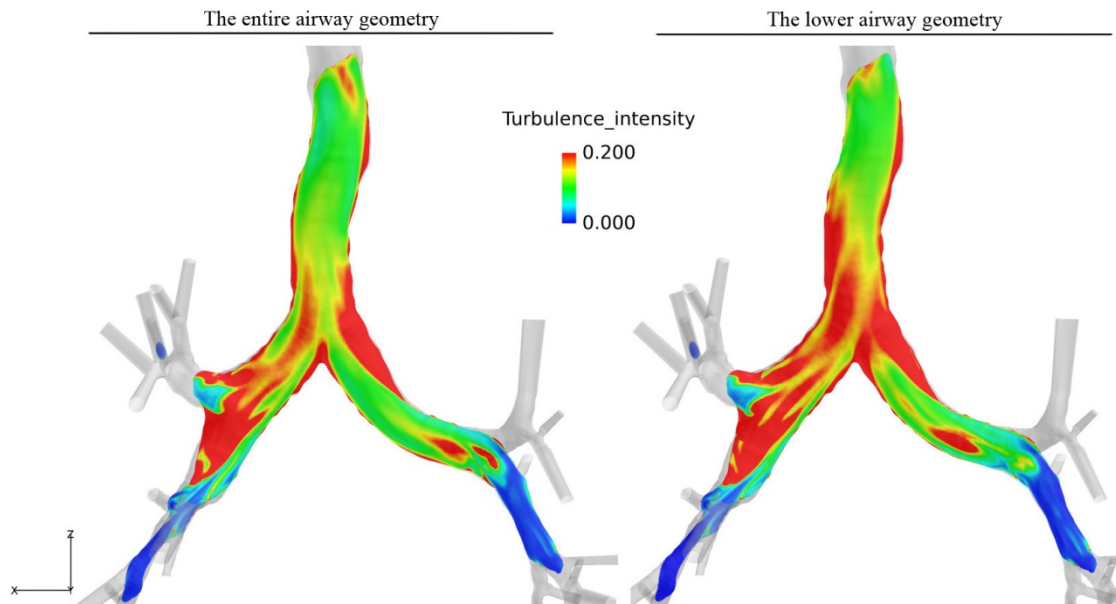 The entire airway geometry
The lower airway geometry
Turbulence_intensity
0.200
0.000
Z
X
Y